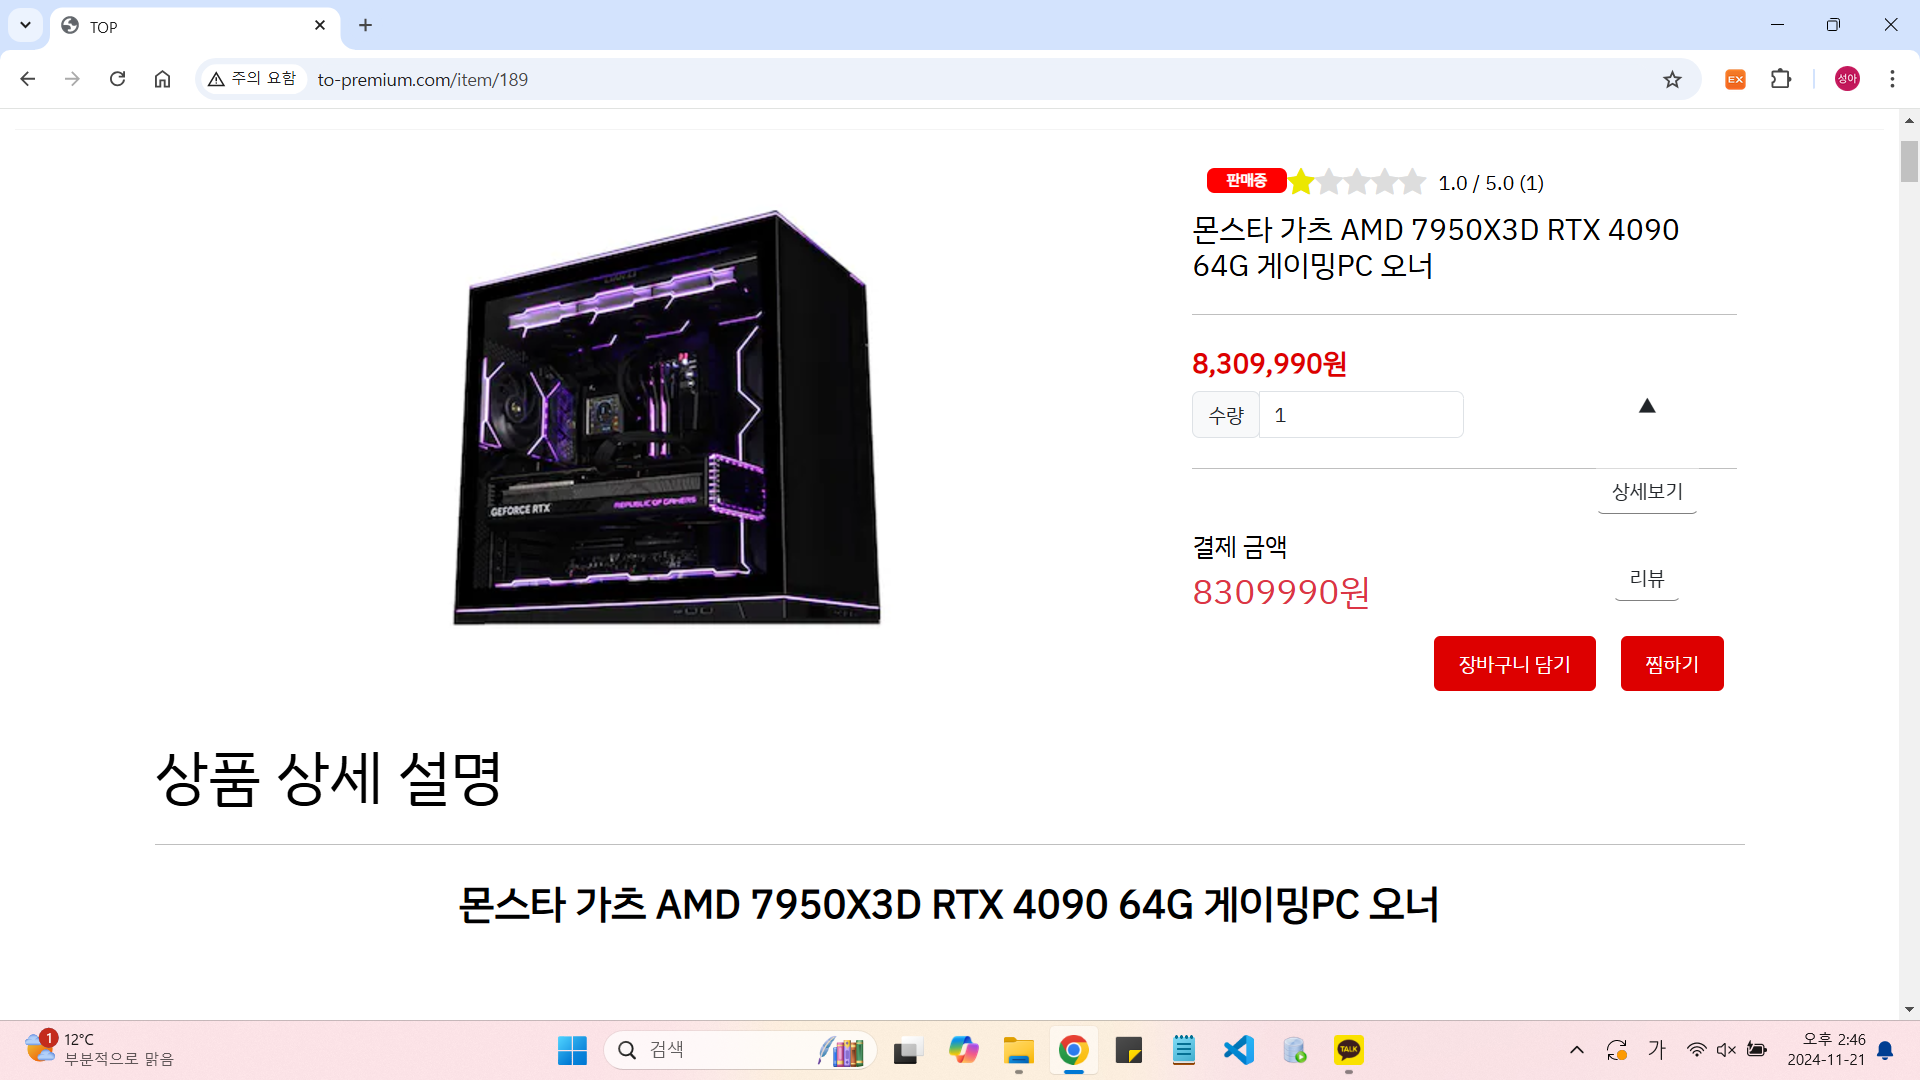 TOP
주의 요함
to-premium.com/item/189
EX
성아
판매중
1.0 / 5.0 (1)
몬스타 가츠 AMD 7950X3D RTX 4090
64G 게이밍PC 오너
8,309,990원
수량
1
▲
상세보기
결제 금액
8309990원
리뷰
장바구니 담기
찜하기
GEFORCE RTX
REPUBLIC OF GAMERS
상품 상세 설명
몬스타 가츠 AMD 7950X3D RTX 4090 64G 게이밍PC 오너
1
12°C
부분적으로 맑음
검색
TALK
가
오후 2:46
2024-11-21